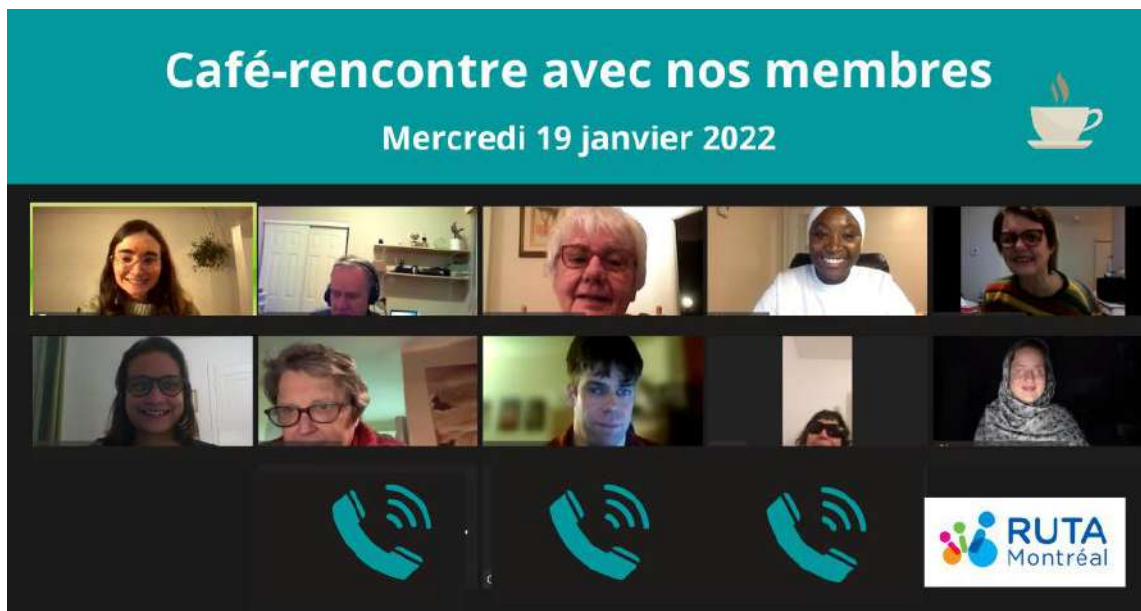 Café-rencontre avec nos membres
Mercredi 19 janvier 2022
RUTA
Montréal